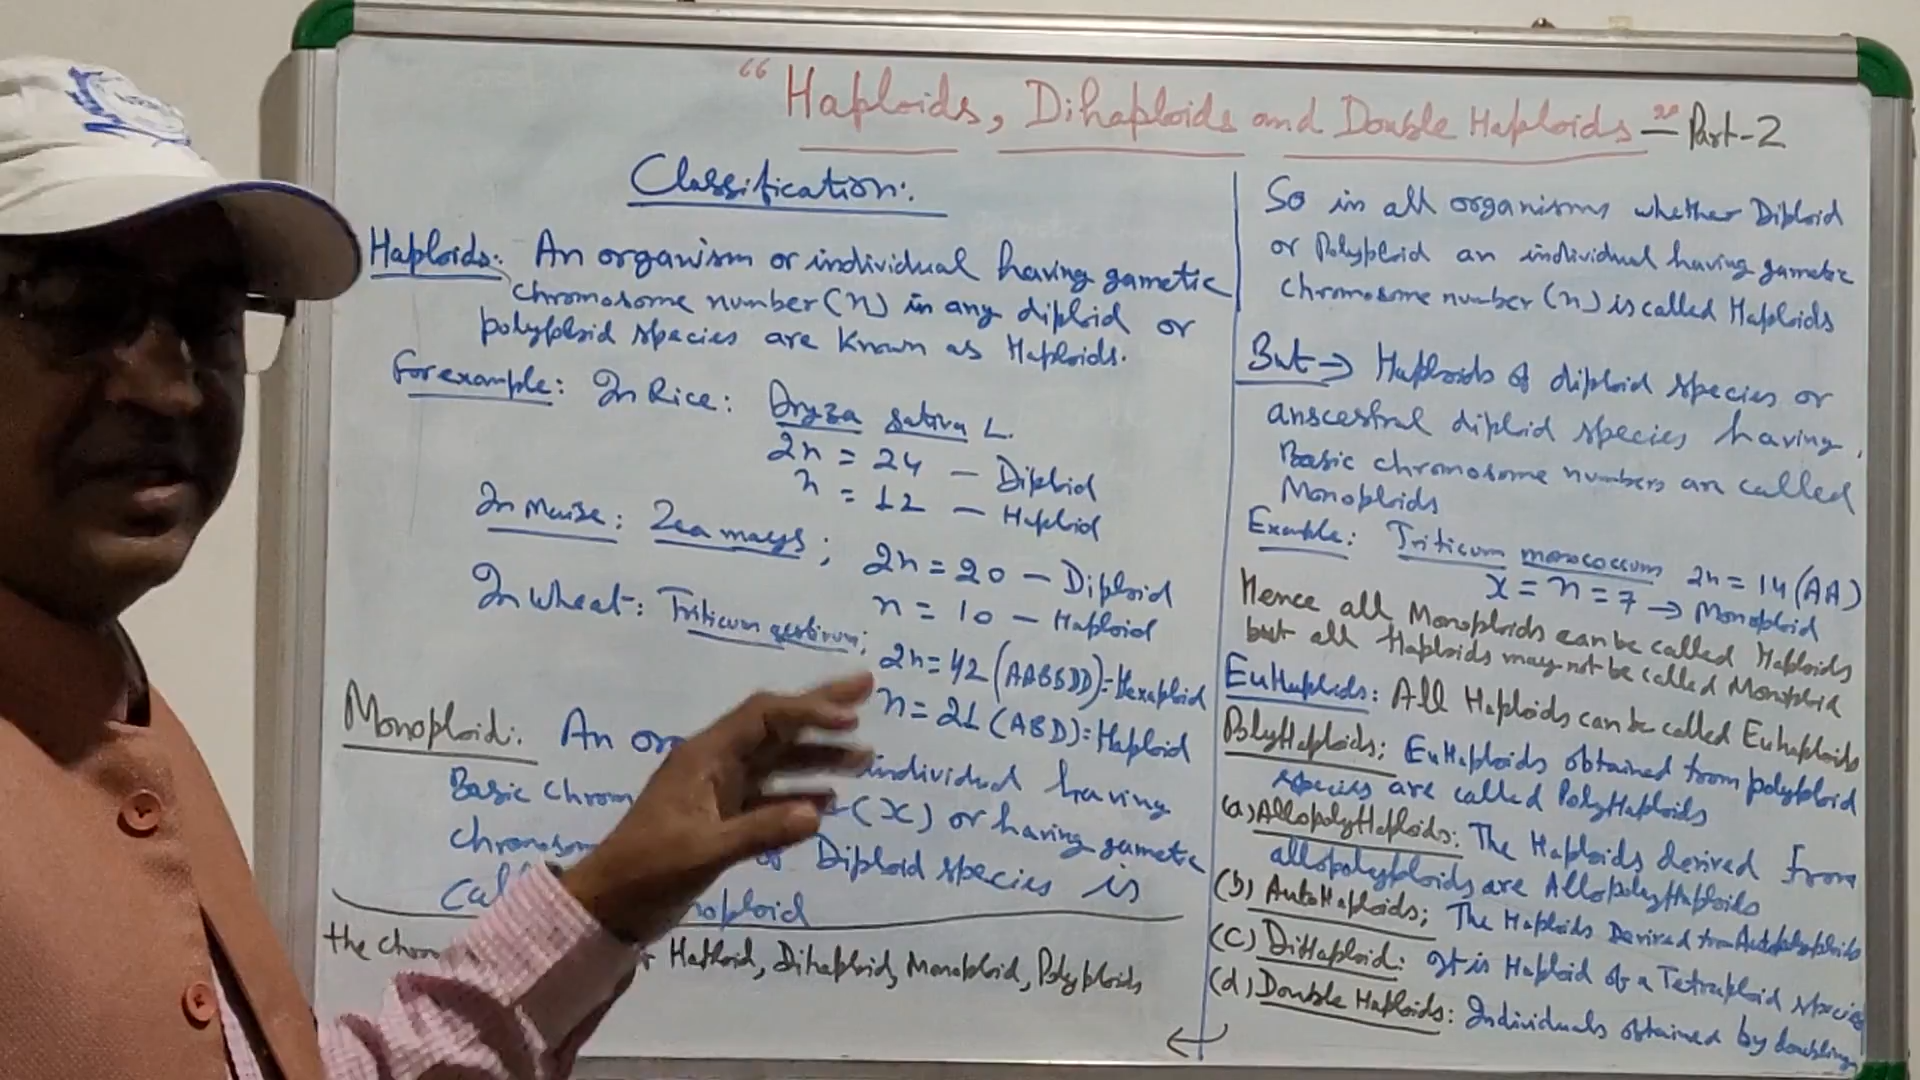 "Haploids, Dihaploids and Double Haploids" — Part-2
Classification:
Haploids: An organism or individual having gametic
chromosome number (n) in any diploid or
polyploid species are known as Haploids.
For example: In Rice: Oryza sativa L.
2n = 24 — Diploid
n = 12 — Haploid
In Maize: Zea mays; 2n = 20 — Diploid
n = 10 — Haploid
In Wheat: Triticum aestivum; 2n = 42 (AABBDD) = Hexaploid
n = 21 (ABD) = Haploid
Monoploid: An individual having
Basic (x) or having gametic
of Diploid species is
the Haploid, Dihaploid, Monoploid, Polyploids
So in all organisms whether Diploid
or Polyploid an individual having gametic
chromosome number (n) is called Haploids
But → Haploids of diploid species or
anscestral diploid species having
Basic chromosome numbers are called
Monoploids
Example: Triticum monococcum 2n = 14 (AA)
x = n = 7 → Monoploid
Hence all Monoploids can be called Haploids
but all Haploids may not be called Monoploid
EuHaploids: All Haploids can be called Euhaploids
PolyHaploids: EuHaploids obtained from polyploid
species are called PolyHaploids
(a) AllopolyHaploids: The Haploids derived from
allopolyploids are AllopolyHaploids
(b) AutoHaploids; The Haploids Derived from Autopolyploids
(c) DiHaploid: It is Haploid of a Tetraploid species
(d) Double Haploids: Individuals obtained by doubling